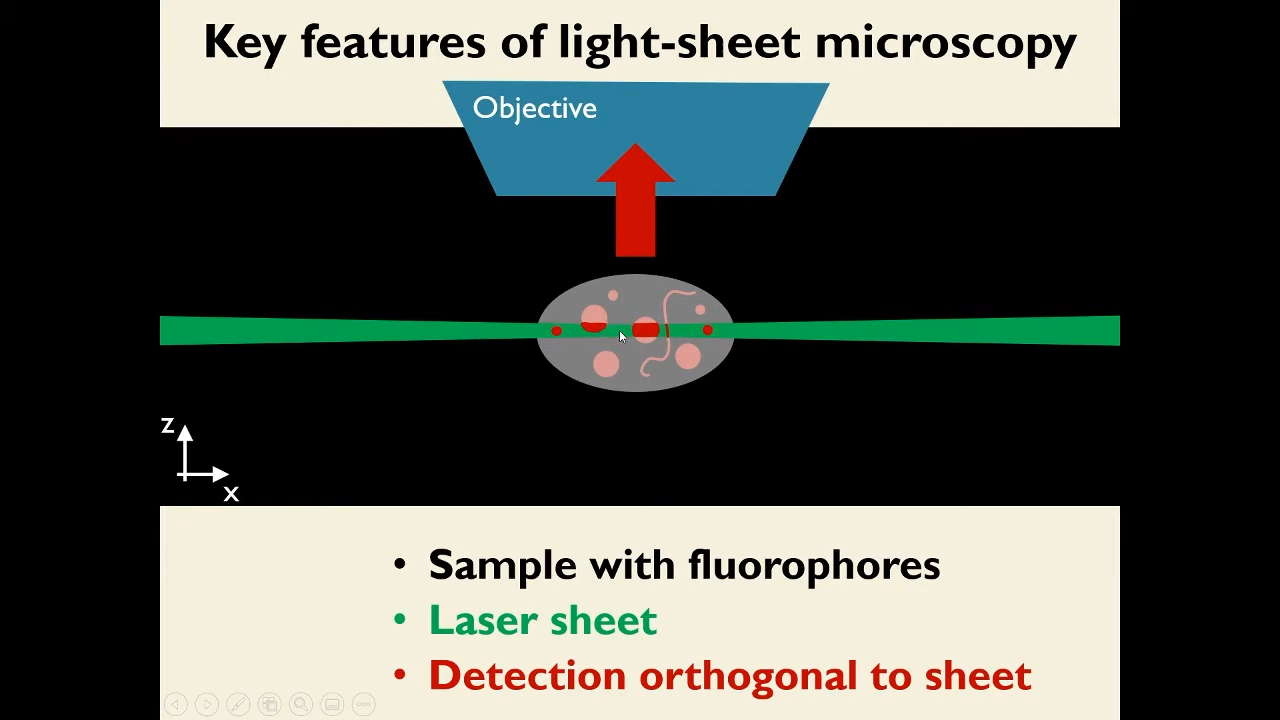 Key features of light-sheet microscopy
Objective
z
x
• Sample with fluorophores
• Laser sheet
• Detection orthogonal to sheet